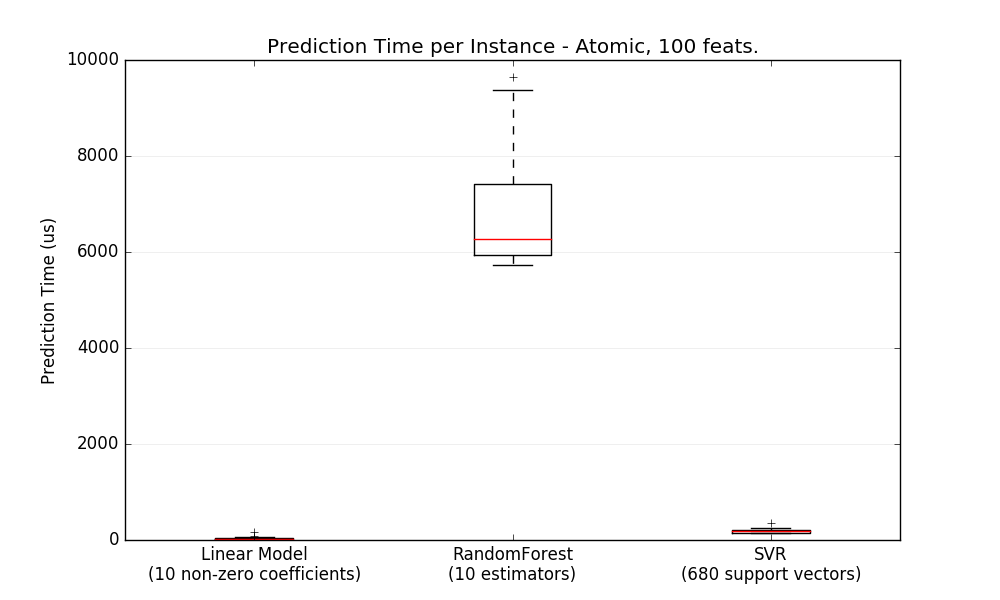 Prediction Time per Instance - Atomic, 100 feats.
10000
8000
6000
4000
2000
0
Prediction Time (us)
Linear Model
(10 non-zero coefficients)
RandomForest
(10 estimators)
SVR
(680 support vectors)